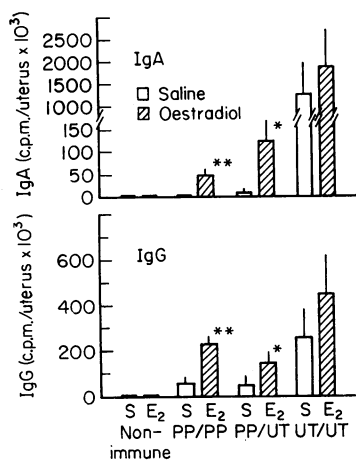 IgA (c.p.m./uterus × 10³)
2500
2000
1500
1000
150
100
50
0
IgA
Saline
Oestradiol
**
*
IgG (c.p.m./uterus × 10³)
600
400
200
0
IgG
**
*
S E₂ S E₂ S E₂ S E₂
Non- PP/PP PP/UT UT/UT
immune